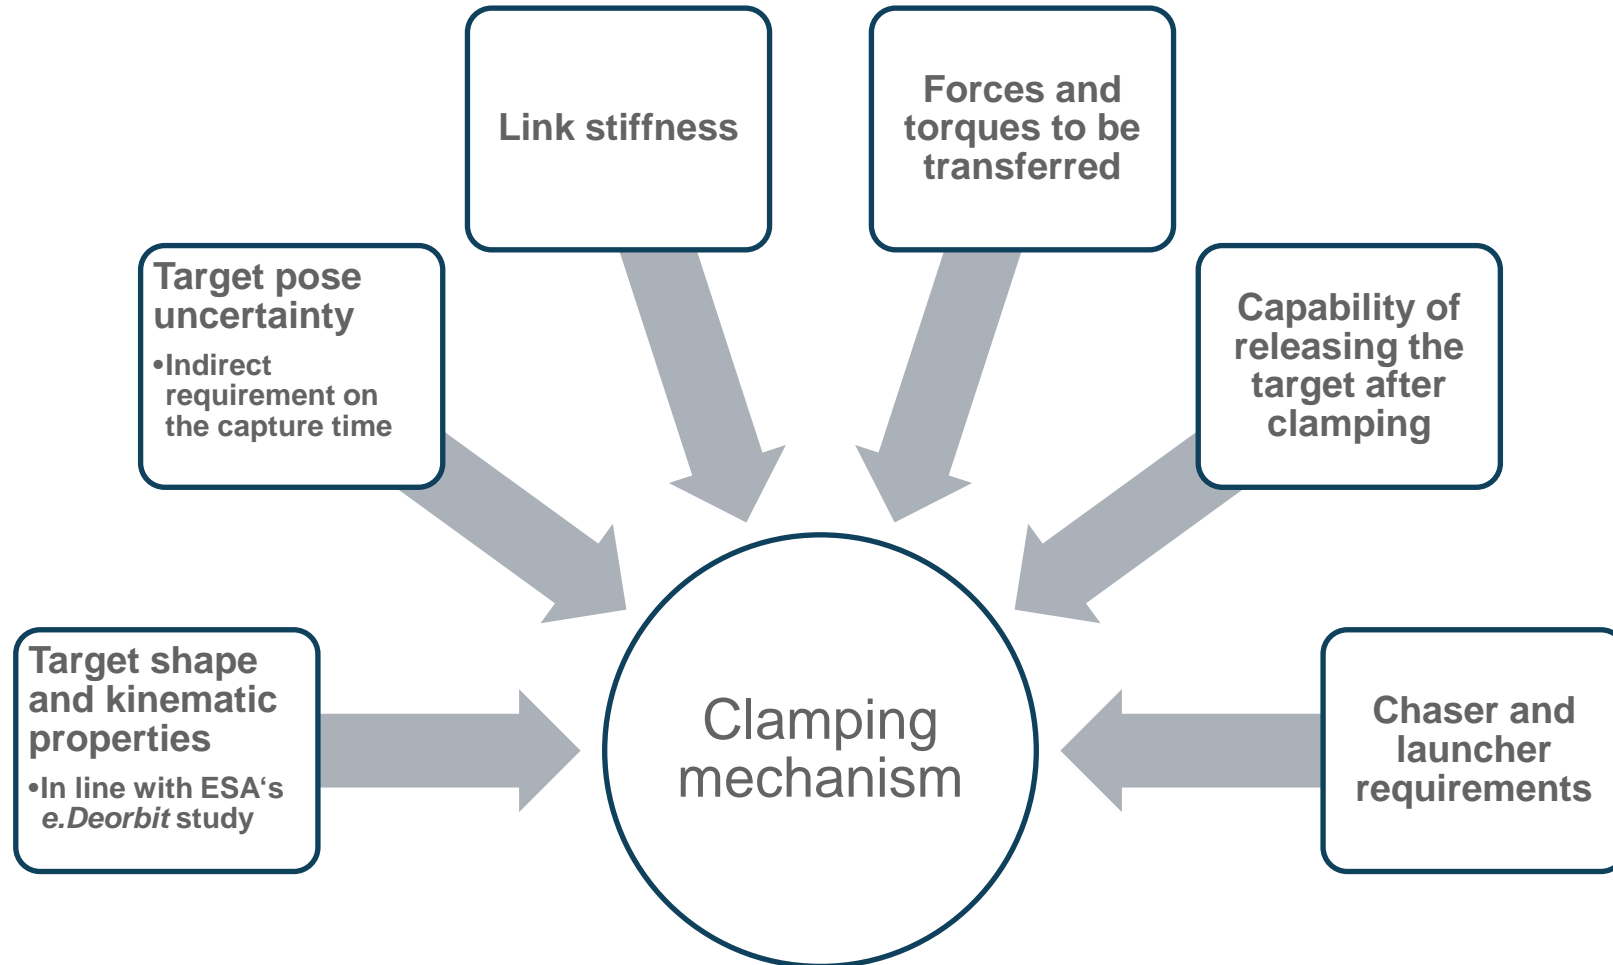 Link stiffness
Forces and
torques to be
transferred
Target pose
uncertainty
•Indirect
requirement on
the capture time
Capability of
releasing the
target after
clamping
Target shape
and kinematic
properties
•In line with ESA‘s
e.Deorbit study
Clamping
mechanism
Chaser and
launcher
requirements